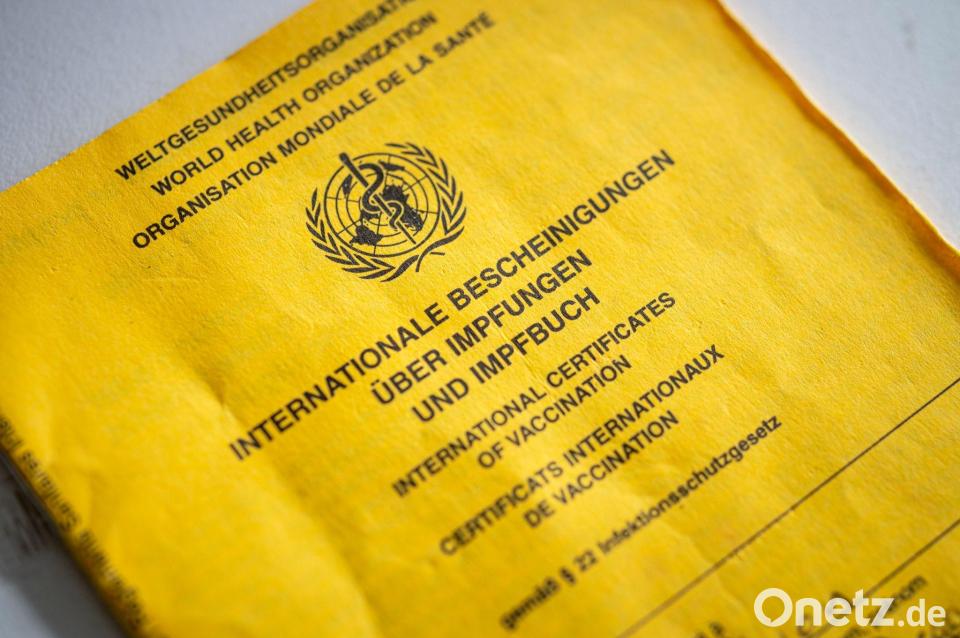 WELTGESUNDHEITSORGANISATION
WORLD HEALTH ORGANIZATION
ORGANISATION MONDIALE DE LA SANTÉ
INTERNATIONALE BESCHEINIGUNGEN
ÜBER IMPFUNGEN
UND IMPFBUCH
INTERNATIONAL CERTIFICATES
OF VACCINATION
CERTIFICATS INTERNATIONAUX
DE VACCINATION
gemäß § 22 Infektionsschutzgesetz
Onetz.de